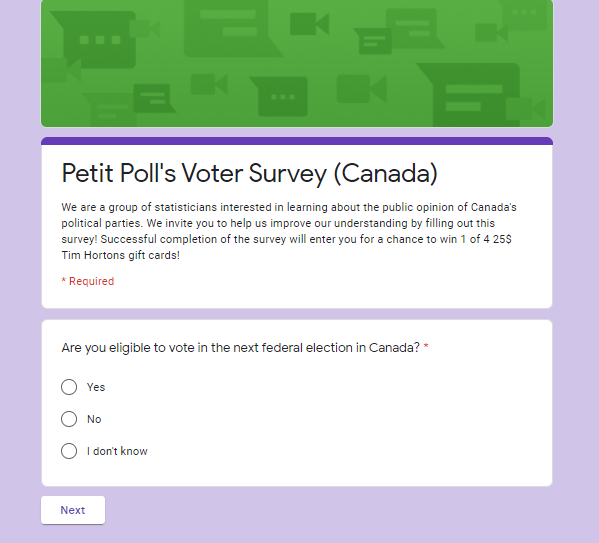 Petit Poll's Voter Survey (Canada)
We are a group of statisticians interested in learning about the public opinion of Canada's
political parties. We invite you to help us improve our understanding by filling out this
survey! Successful completion of the survey will enter you for a chance to win 1 of 4 25$
Tim Hortons gift cards!
* Required
Are you eligible to vote in the next federal election in Canada? *
Yes
No
I don't know
Next